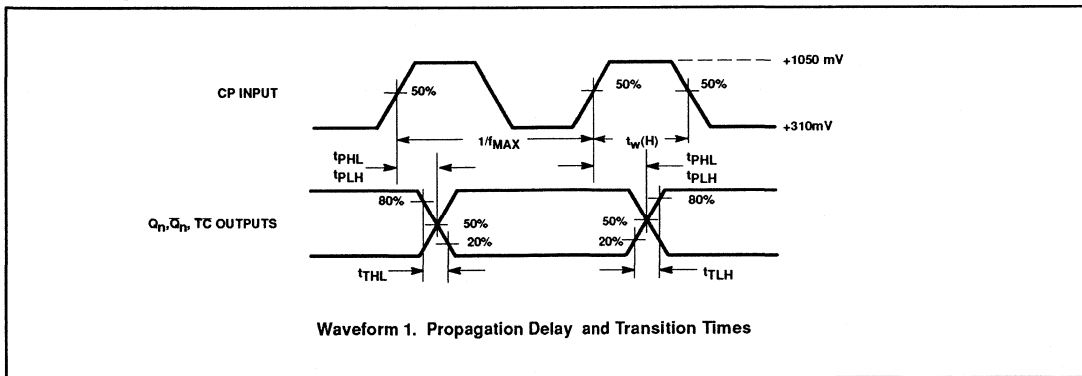 +1050 mV
CP INPUT
50%
50%
50%
+310mV
1/fMAX
tw(H)
tPHL
tPLH
tPHL
tPLH
80%
80%
Qn, Q̅n, T̅C̅ OUTPUTS
50%
50%
20%
20%
tTHL
tTLH
Waveform 1. Propagation Delay and Transition Times